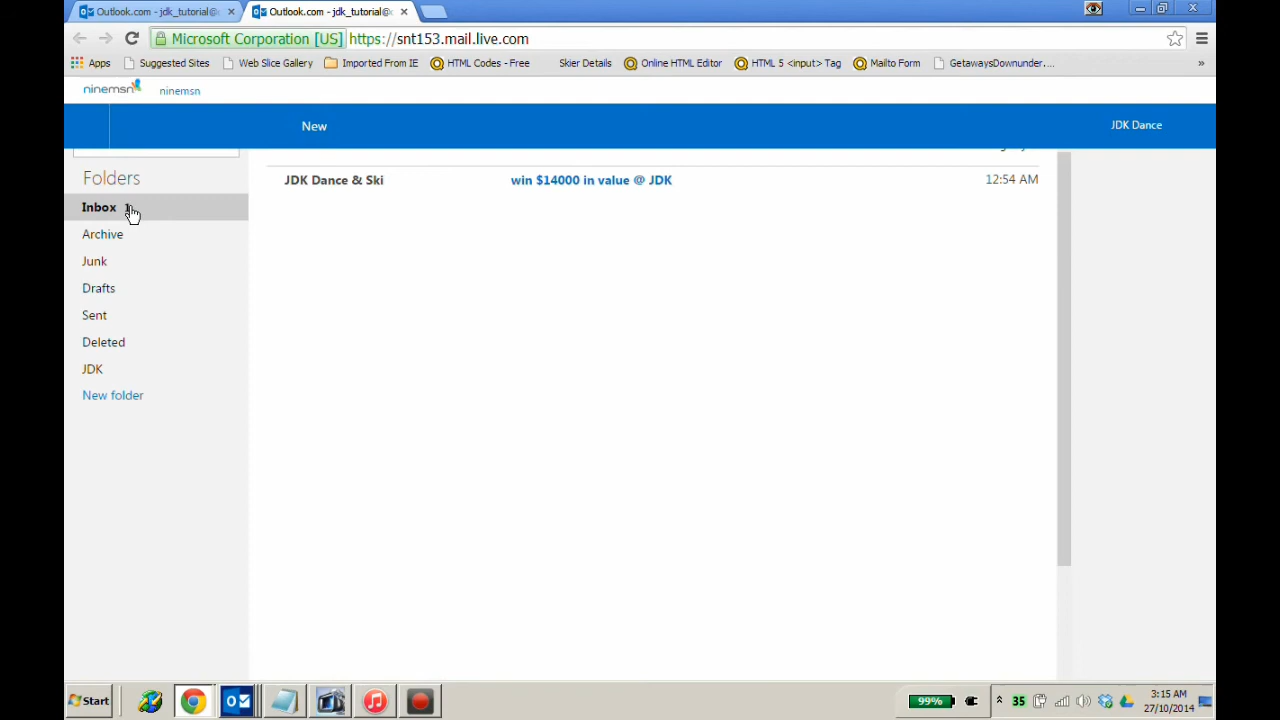 Outlook.com - jdk_tutorial@
Outlook.com - jdk_tutorial@
Microsoft Corporation [US] https://snt153.mail.live.com
Apps Suggested Sites Web Slice Gallery Imported From IE HTML Codes - Free Skier Details Online HTML Editor HTML 5 <input> Tag Mailto Form GetawaysDownunder.... »
ninemsn ninemsn
New JDK Dance
Folders
JDK Dance & Ski win $14000 in value @ JDK 12:54 AM
Inbox 1
Archive
Junk
Drafts
Sent
Deleted
JDK
New folder
Start 99% 35 3:15 AM
27/10/2014